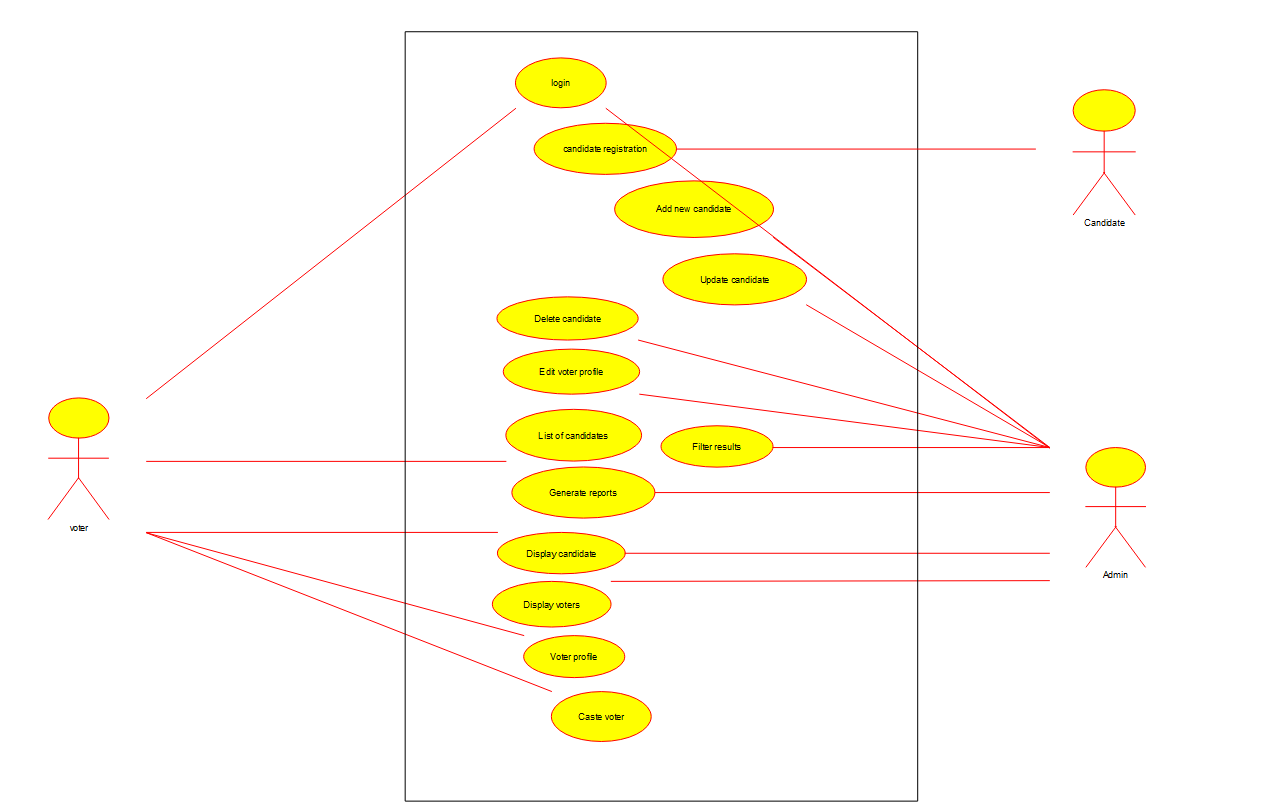 login
candidate registration
Add new candidate
Candidate
Update candidate
Delete candidate
Edit voter profile
List of candidates
Filter results
Generate reports
voter
Display candidate
Admin
Display voters
Voter profile
Caste voter